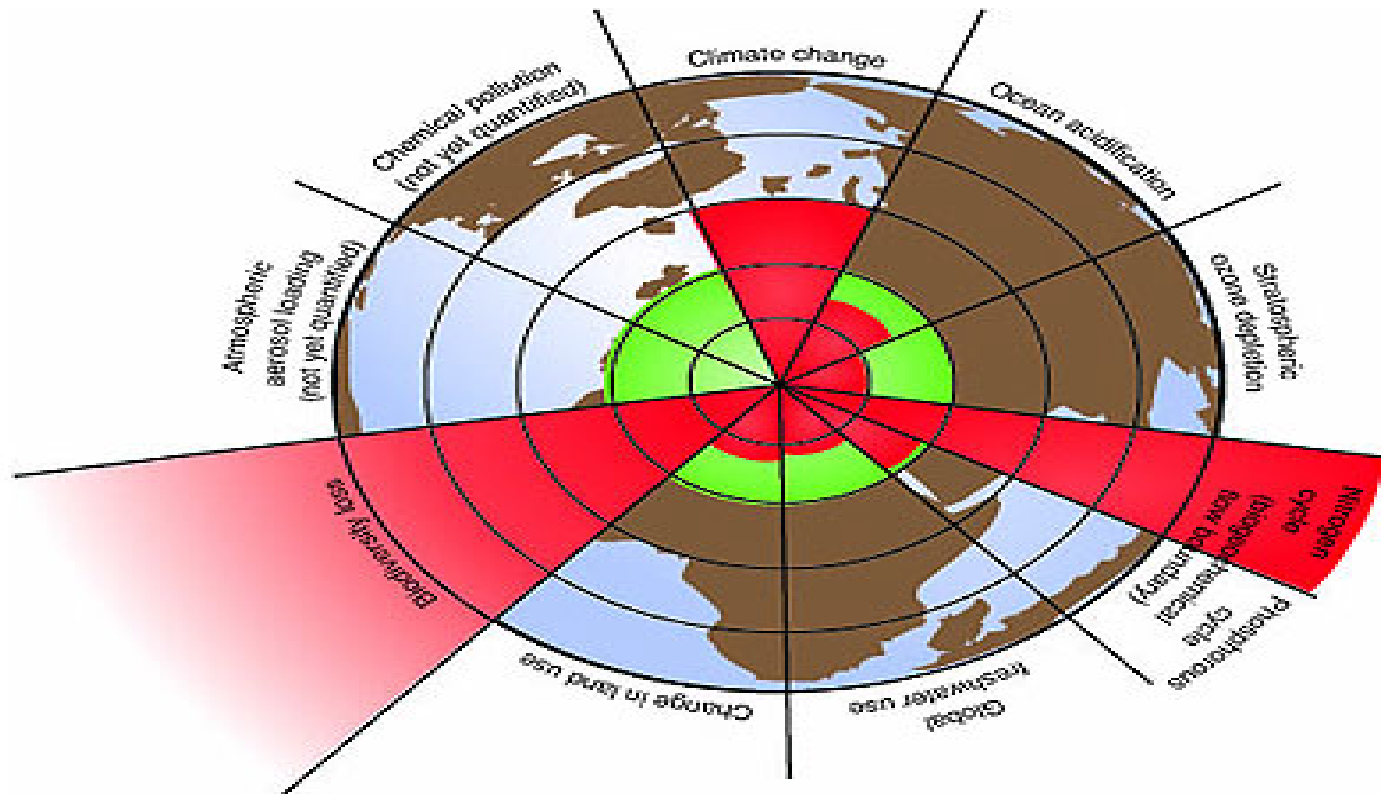 Climate change
Ocean acidification
Stratospheric
ozone depletion
Nitrogen
cycle
(biogeochemical
flow boundary)
Phosphorous
cycle
Global
freshwater use
Change in land use
Biodiversity loss
Atmospheric
aerosol loading
(not yet quantified)
Chemical pollution
(not yet quantified)